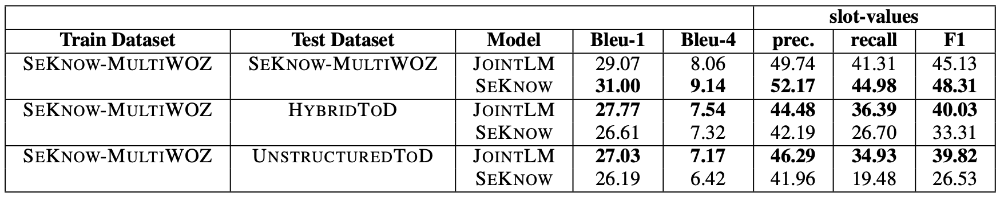 slot-values
Train Dataset Test Dataset Model Bleu-1 Bleu-4 prec. recall F1
SEKNOW-MULTIWOZ SEKNOW-MULTIWOZ JOINTLM 29.07 8.06 49.74 41.31 45.13
SEKNOW 31.00 9.14 52.17 44.98 48.31
SEKNOW-MULTIWOZ HYBRIDTOD JOINTLM 27.77 7.54 44.48 36.39 40.03
SEKNOW 26.61 7.32 42.19 26.70 33.31
SEKNOW-MULTIWOZ UNSTRUCTUREDTOD JOINTLM 27.03 7.17 46.29 34.93 39.82
SEKNOW 26.19 6.42 41.96 19.48 26.53